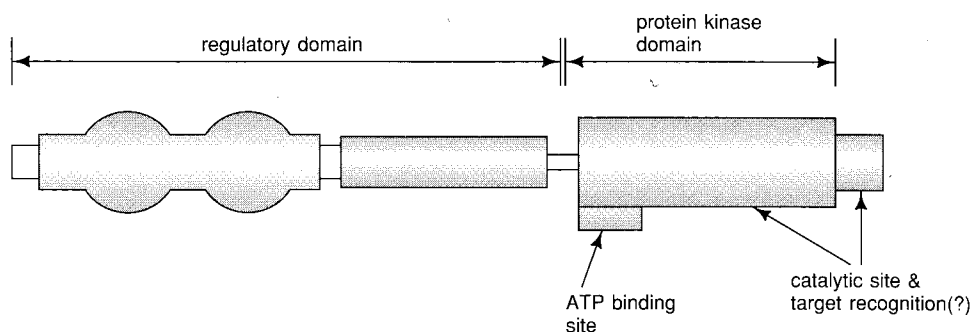 regulatory domain
protein kinase
domain
ATP binding
site
catalytic site &
target recognition(?)